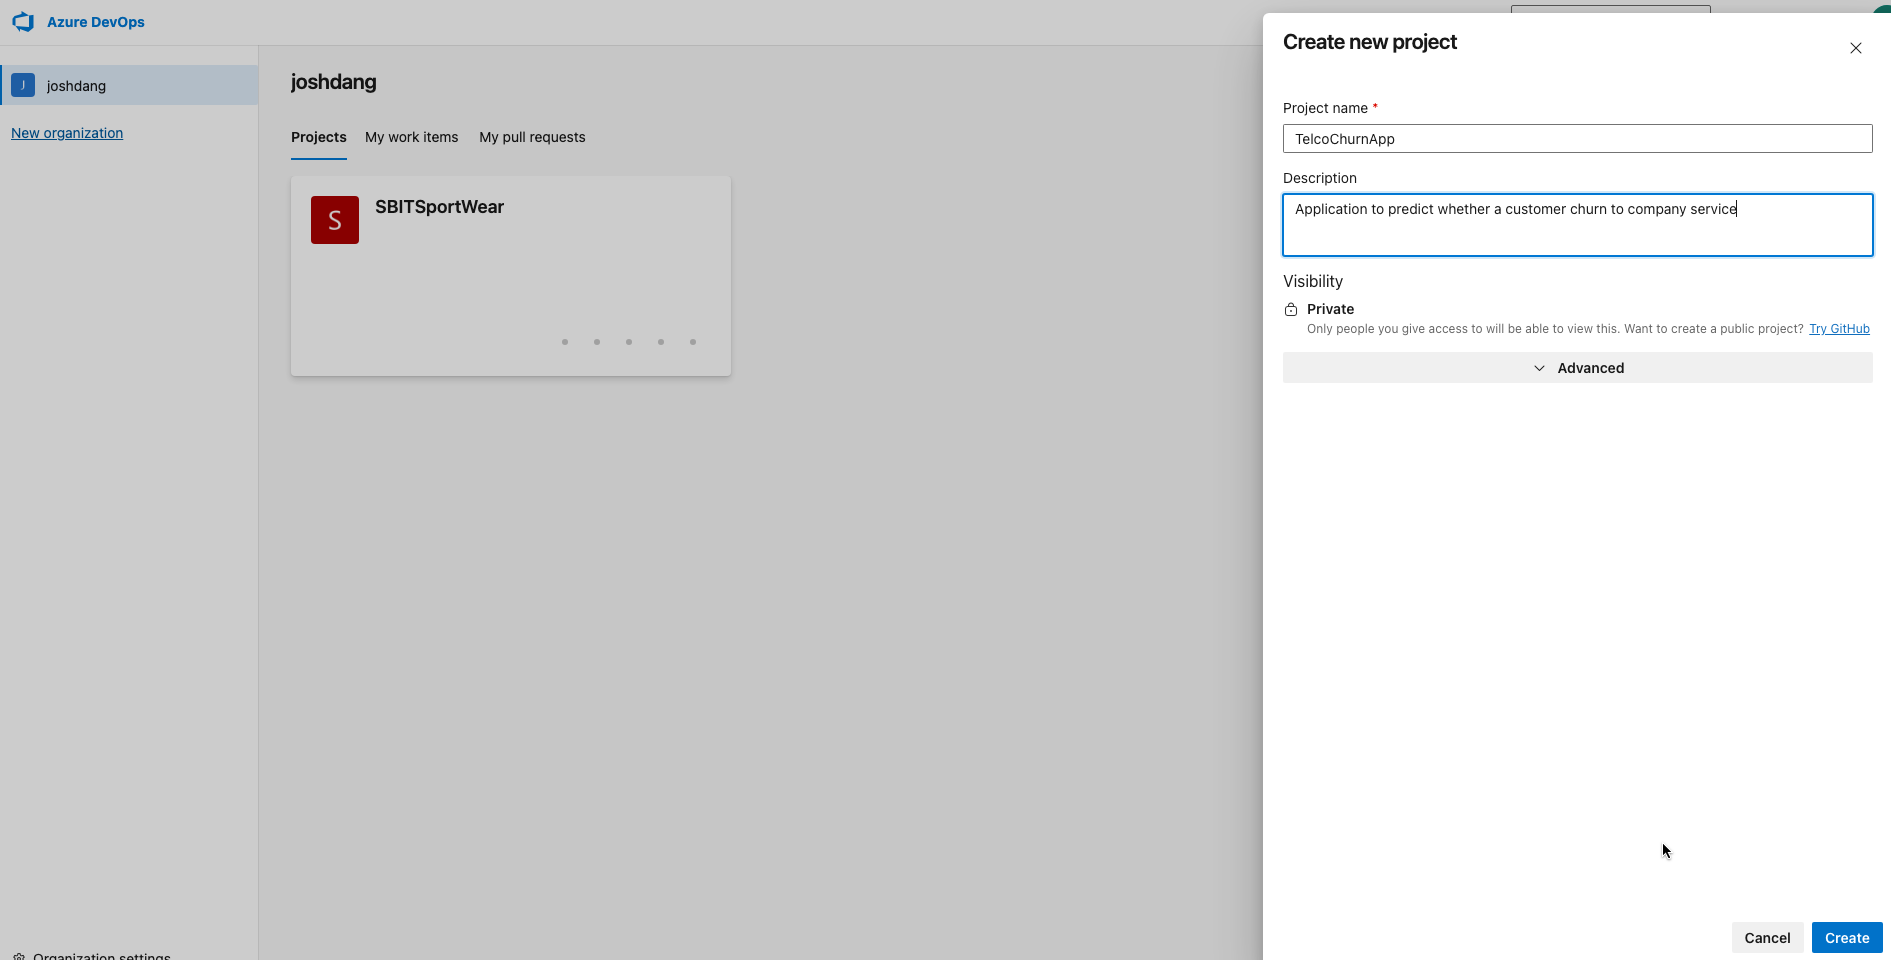 Azure DevOps
J
joshdang
New organization
Organization settings
joshdang
Projects My work items My pull requests
S
SBITSportWear
Create new project
Project name *
TelcoChurnApp
Description
Application to predict whether a customer churn to company service
Visibility
Private
Only people you give access to will be able to view this. Want to create a public project? Try GitHub
Advanced
Cancel Create